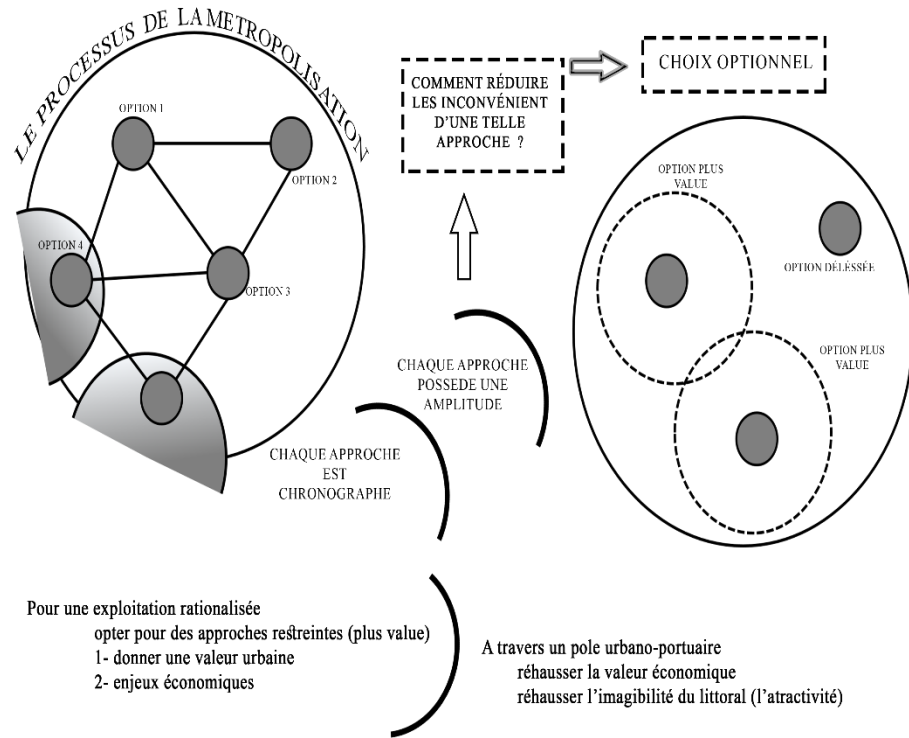 LE PROCESSUS DE LA METROPOLISATION
OPTION 1
OPTION 2
OPTION 4
OPTION 3
COMMENT RÉDUIRE
LES INCONVÉNIENT
D'UNE TELLE
APPROCHE ?
CHOIX OPTIONNEL
OPTION PLUS
VALUE
OPTION DÉLÉSSÉE
OPTION PLUS
VALUE
CHAQUE APPROCHE
POSSEDE UNE
AMPLITUDE
CHAQUE APPROCHE
EST
CHRONOGRAPHE
Pour une exploitation rationalisée
opter pour des approches restreintes (plus value)
1- donner une valeur urbaine
2- enjeux économiques
A travers un pole urbano-portuaire
réhausser la valeur économique
réhausser l'imagibilité du littoral (l'atractivité)